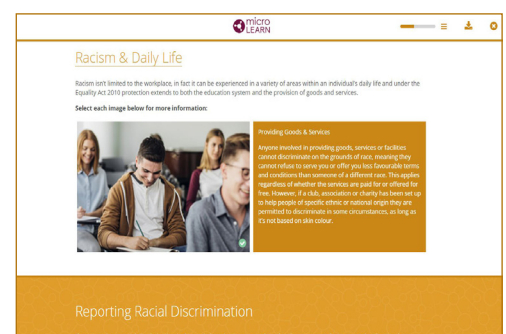 micro
LEARN
Racism & Daily Life
Racism isn't limited to the workplace, in fact it can be experienced in a variety of areas within an individual's daily life and under the
Equality Act 2010 protection extends to both the education system and the provision of goods and services.
Select each image below for more information:
Providing Goods & Services
Anyone involved in providing goods, services or facilities
cannot discriminate on the grounds of race, meaning they
cannot refuse to serve you or offer you less favourable terms
and conditions than someone of a different race. This applies
regardless of whether the services are paid for or offered for
free. However, if a club, association or charity has been set up
to help people of specific ethnic or national origin they are
permitted to discriminate in some circumstances, as long as
it's not based on skin colour.
Reporting Racial Discrimination